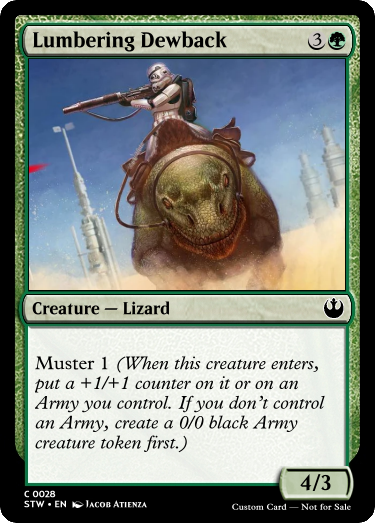 Lumbering Dewback 3
Creature — Lizard
Muster 1 (When this creature enters,
put a +1/+1 counter on it or on an
Army you control. If you don't control
an Army, create a 0/0 black Army
creature token first.)
4/3
C 0028
STW • EN Jacob Atienza
Custom Card — Not for Sale